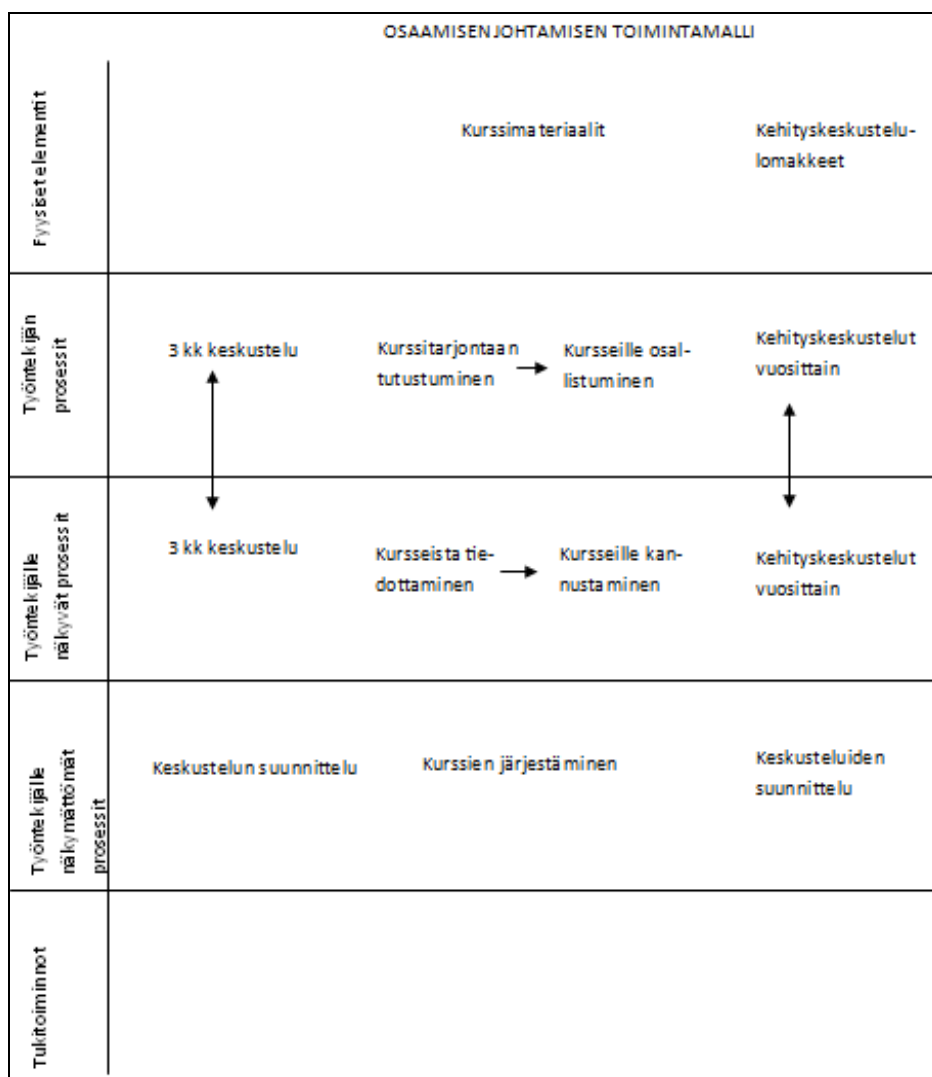 OSAAMISEN JOHTAMISEN TOIMINTAMALLI
Fyysiset elementit
Kurssimateriaalit
Kehityskeskustelu-
lomakkeet
Työntekijän
prosessit
3 kk keskustelu
Kurssitarjontaan
tutustuminen
Kursseille osal-
listuminen
Kehityskeskustelut
vuosittain
Työntekijälle
näkyvät prosessit
3 kk keskustelu
Kursseista tie-
dottaminen
Kursseille kan-
nustaminen
Kehityskeskustelut
vuosittain
Työntekijälle
näkymättömät
prosessit
Keskustelun suunnittelu
Kurssien järjestäminen
Keskusteluiden
suunnittelu
Tukitoiminnot